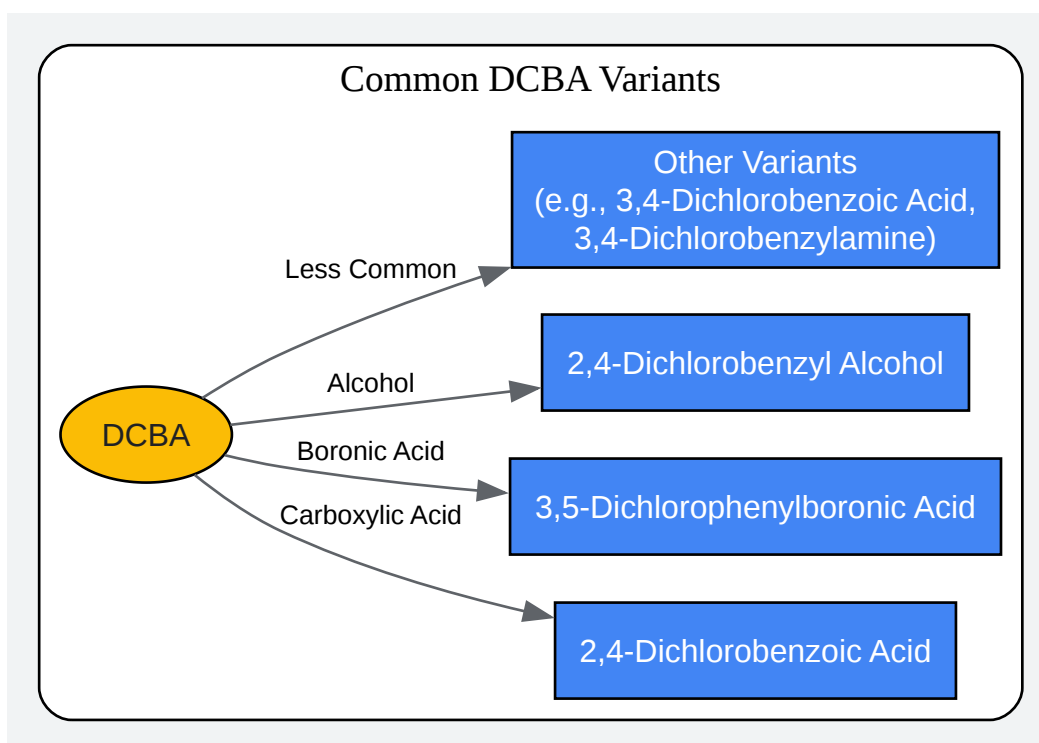 Common DCBA Variants
Other Variants
(e.g., 3,4-Dichlorobenzoic Acid,
3,4-Dichlorobenzylamine)
Less Common
2,4-Dichlorobenzyl Alcohol
Alcohol
DCBA
Boronic Acid
3,5-Dichlorophenylboronic Acid
Carboxylic Acid
2,4-Dichlorobenzoic Acid